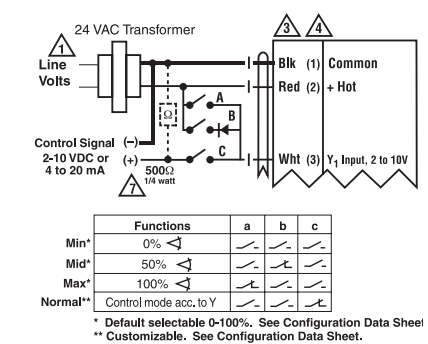 24 VAC Transformer
1
Line
Volts
3 4
Blk (1) Common
Red (2) + Hot
A
B
Ω
C
Control Signal (–)
2-10 VDC or (+)
4 to 20 mA
7
500Ω
1/4 watt
Wht (3) Y1 Input, 2 to 10V
Functions a b c
Min* 0%
Mid* 50%
Max* 100%
Normal** Control mode acc. to Y
* Default selectable 0-100%. See Configuration Data Sheet
** Customizable. See Configuration Data Sheet.